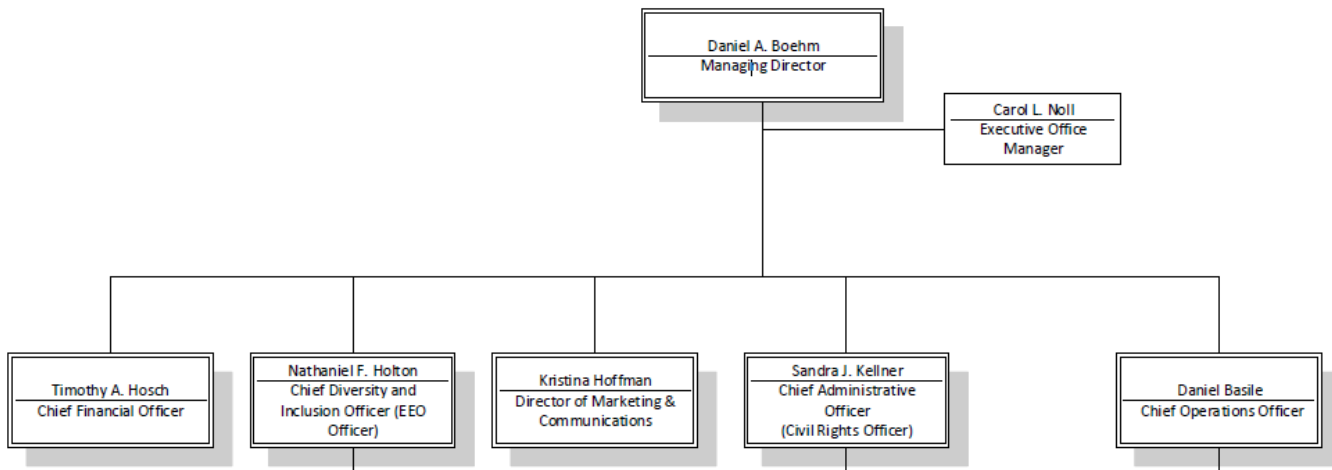 Daniel A. Boehm
Managing Director
Carol L. Noll
Executive Office
Manager
Timothy A. Hosch
Chief Financial Officer
Nathaniel F. Holton
Chief Diversity and
Inclusion Officer (EEO
Officer)
Kristina Hoffman
Director of Marketing &
Communications
Sandra J. Kellner
Chief Administrative
Officer
(Civil Rights Officer)
Daniel Basile
Chief Operations Officer